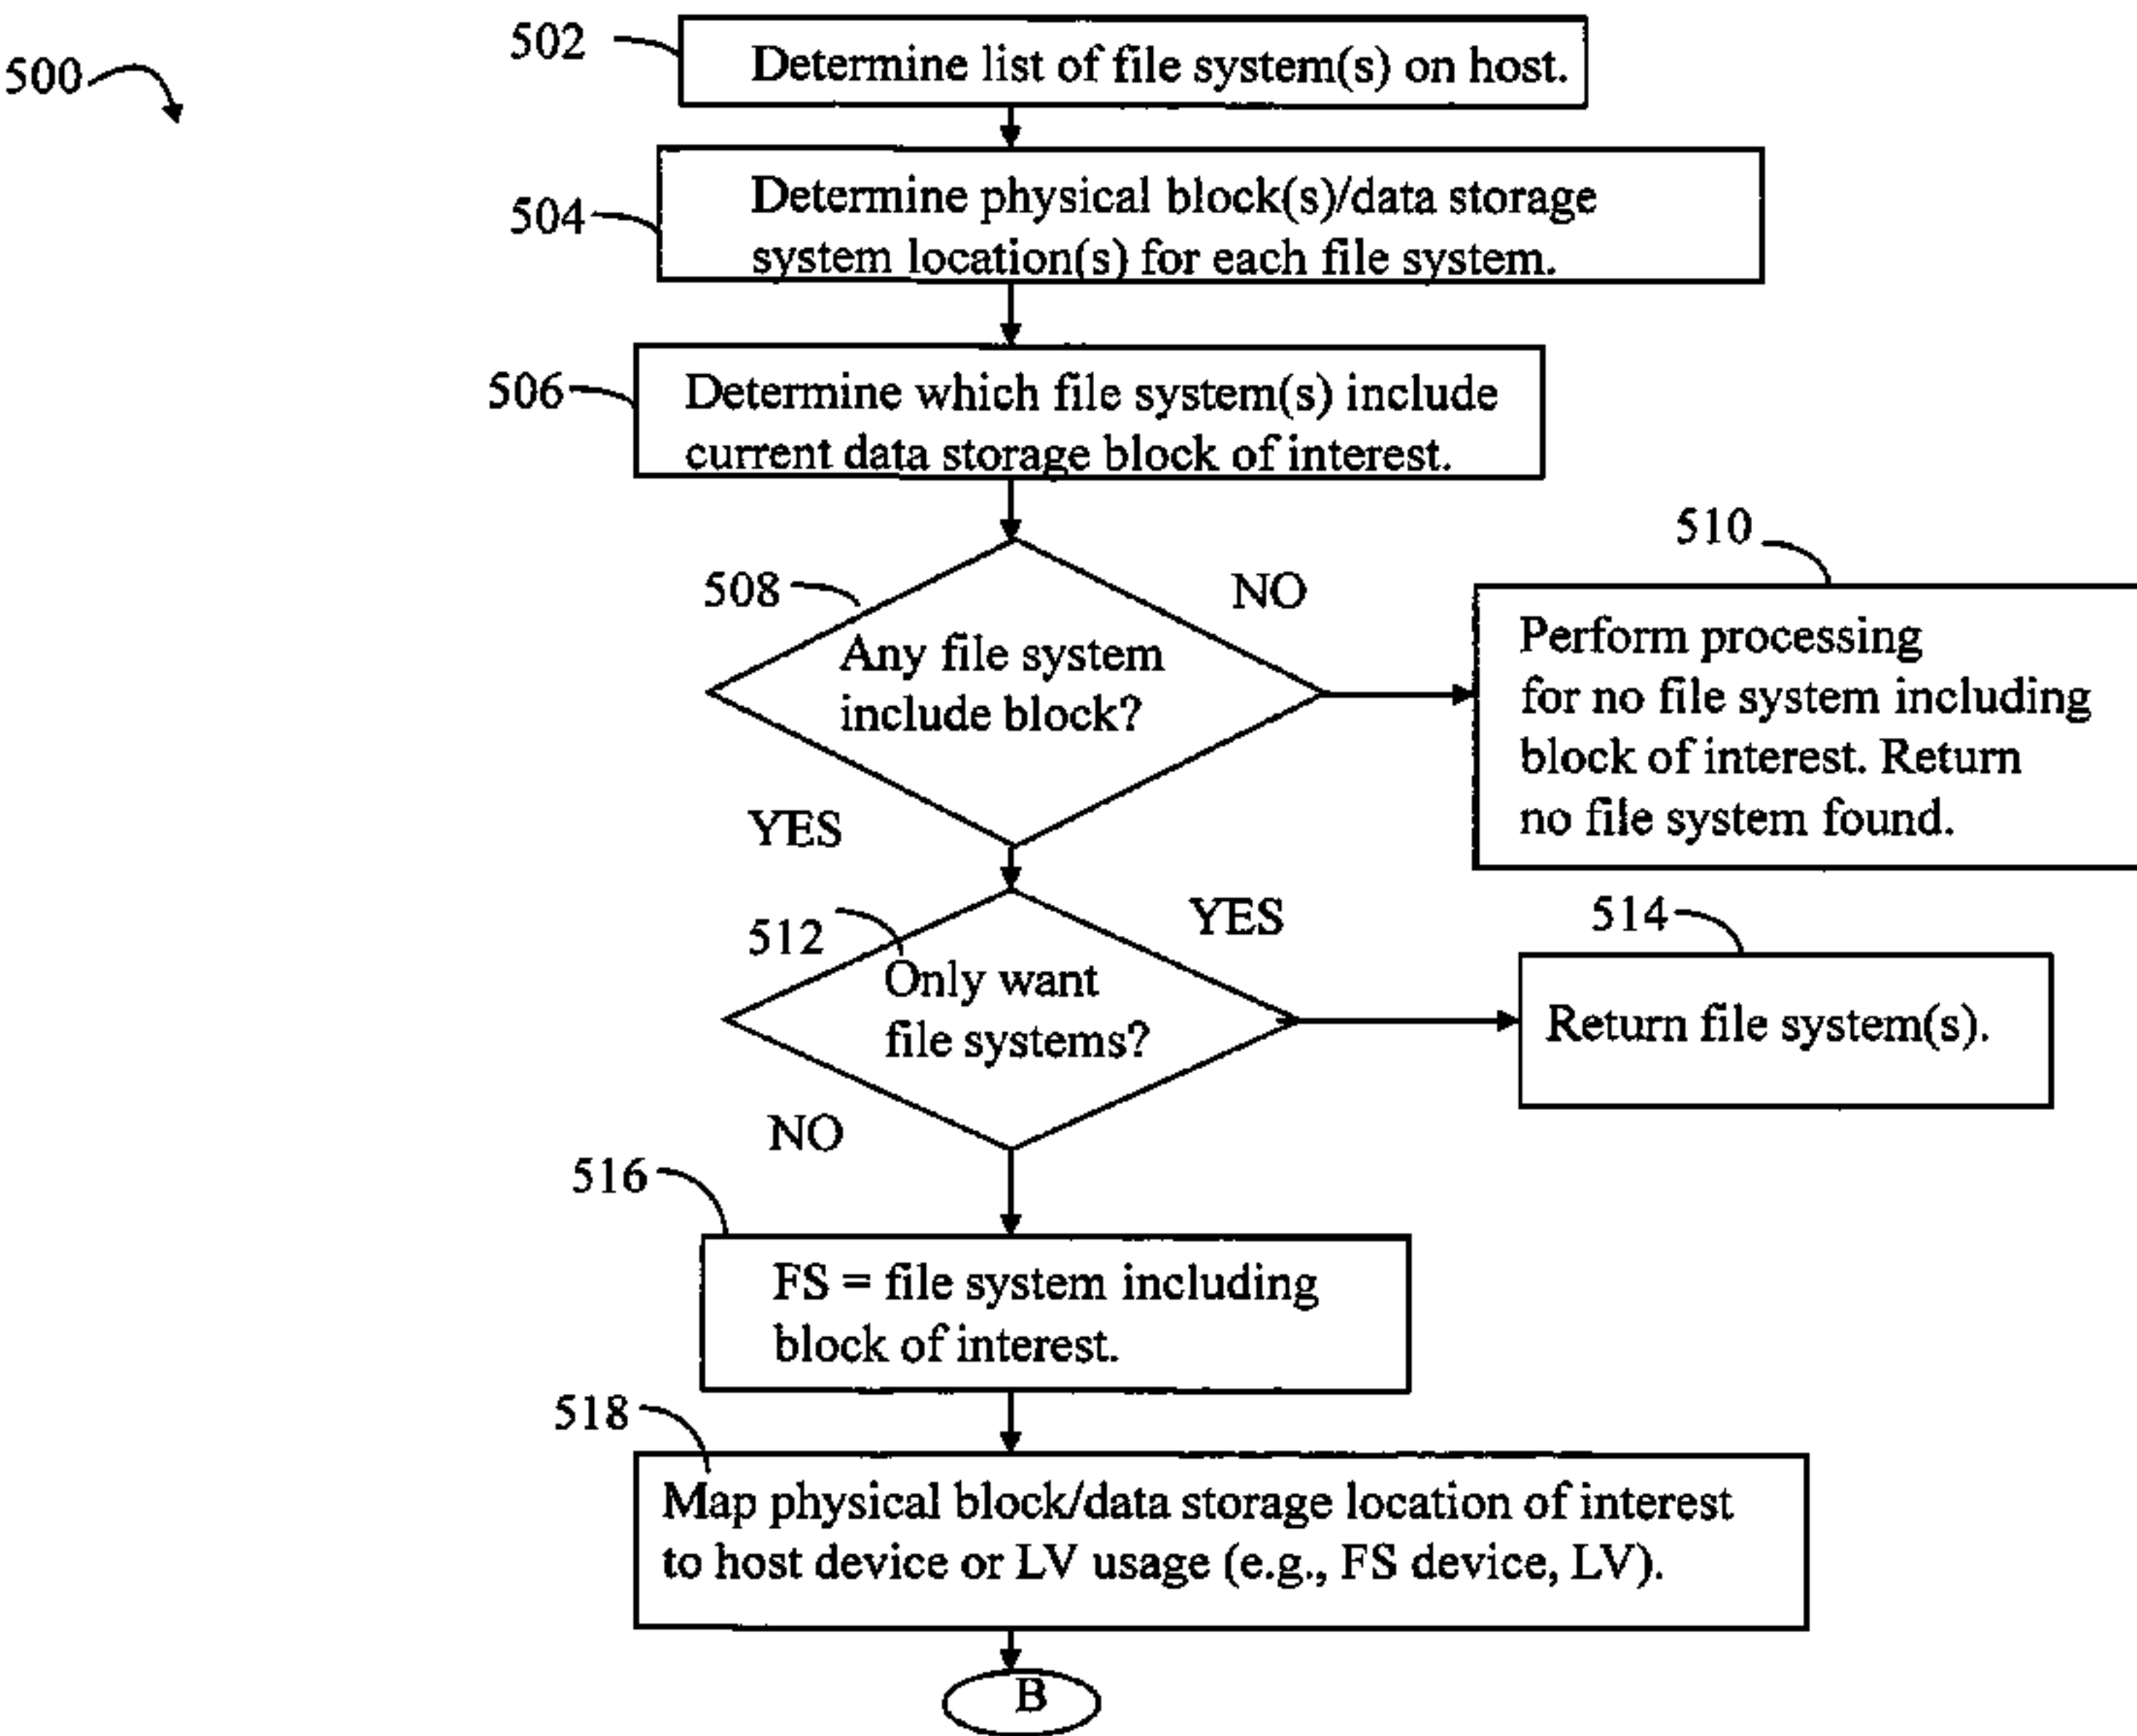 500
502
Determine list of file system(s) on host.
504
Determine physical block(s)/data storage
system location(s) for each file system.
506
Determine which file system(s) include
current data storage block of interest.
508
Any file system
include block?
NO
510
Perform processing
for no file system including
block of interest. Return
no file system found.
YES
512
Only want
file systems?
YES
514
Return file system(s).
NO
516
FS = file system including
block of interest.
518
Map physical block/data storage location of interest
to host device or LV usage (e.g., FS device, LV).
B